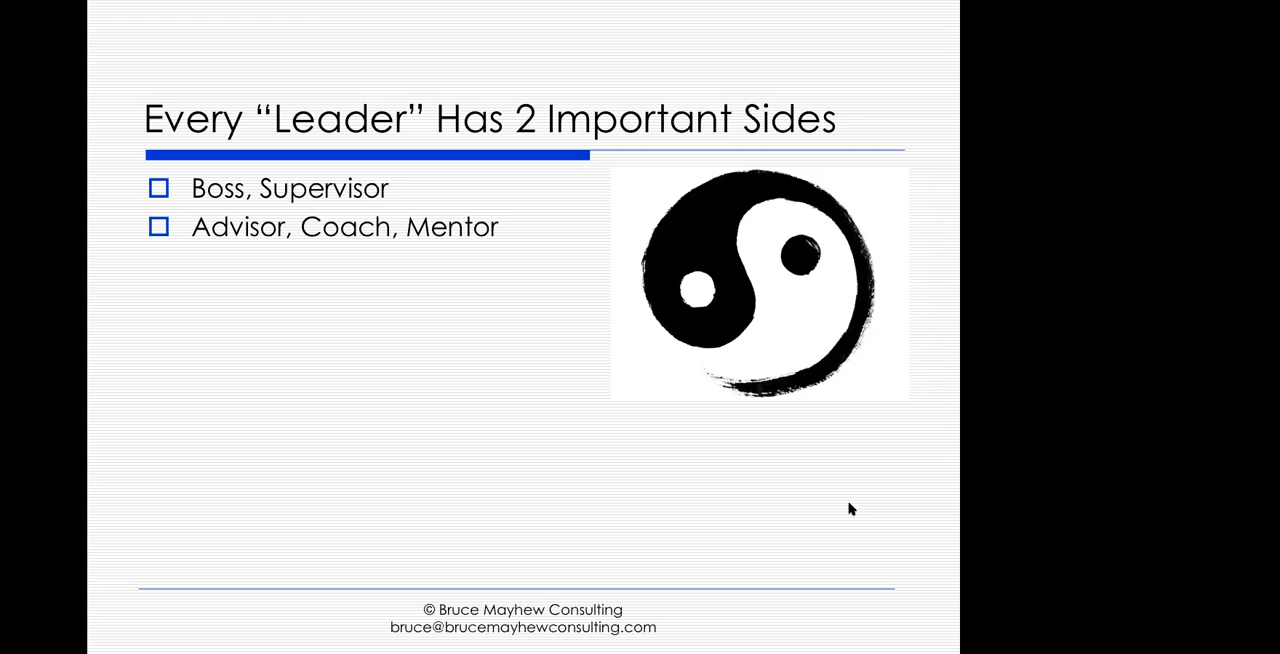 Every “Leader” Has 2 Important Sides
Boss, Supervisor
Advisor, Coach, Mentor
© Bruce Mayhew Consulting
bruce@brucemayhewconsulting.com